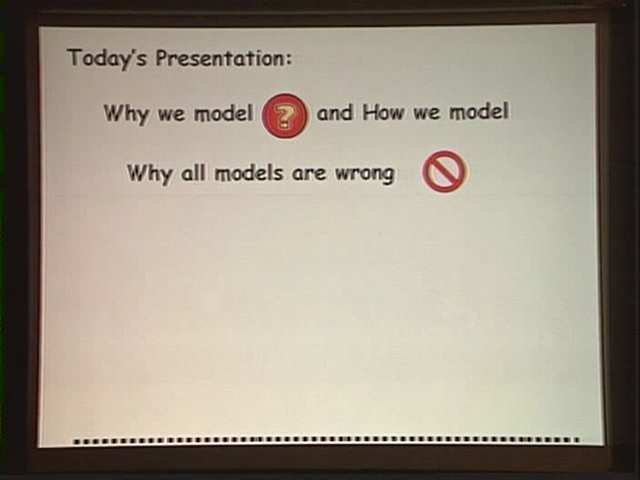 Today's Presentation:
Why we model ? and How we model
Why all models are wrong